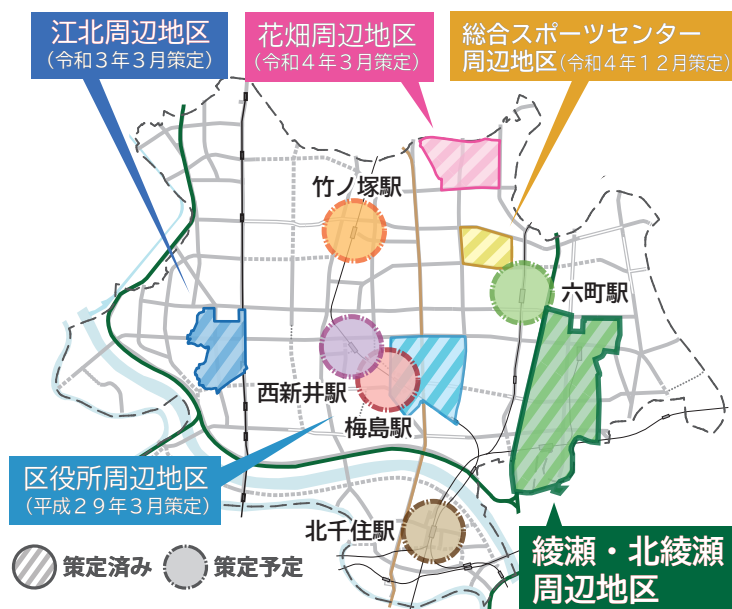 江北周辺地区
（令和３年３月策定）
花畑周辺地区
（令和４年３月策定）
総合スポーツセンター
周辺地区（令和４年１２月策定）
竹ノ塚駅
六町駅
西新井駅
梅島駅
区役所周辺地区
（平成２９年３月策定）
北千住駅
綾瀬・北綾瀬
周辺地区
策定済み
策定予定